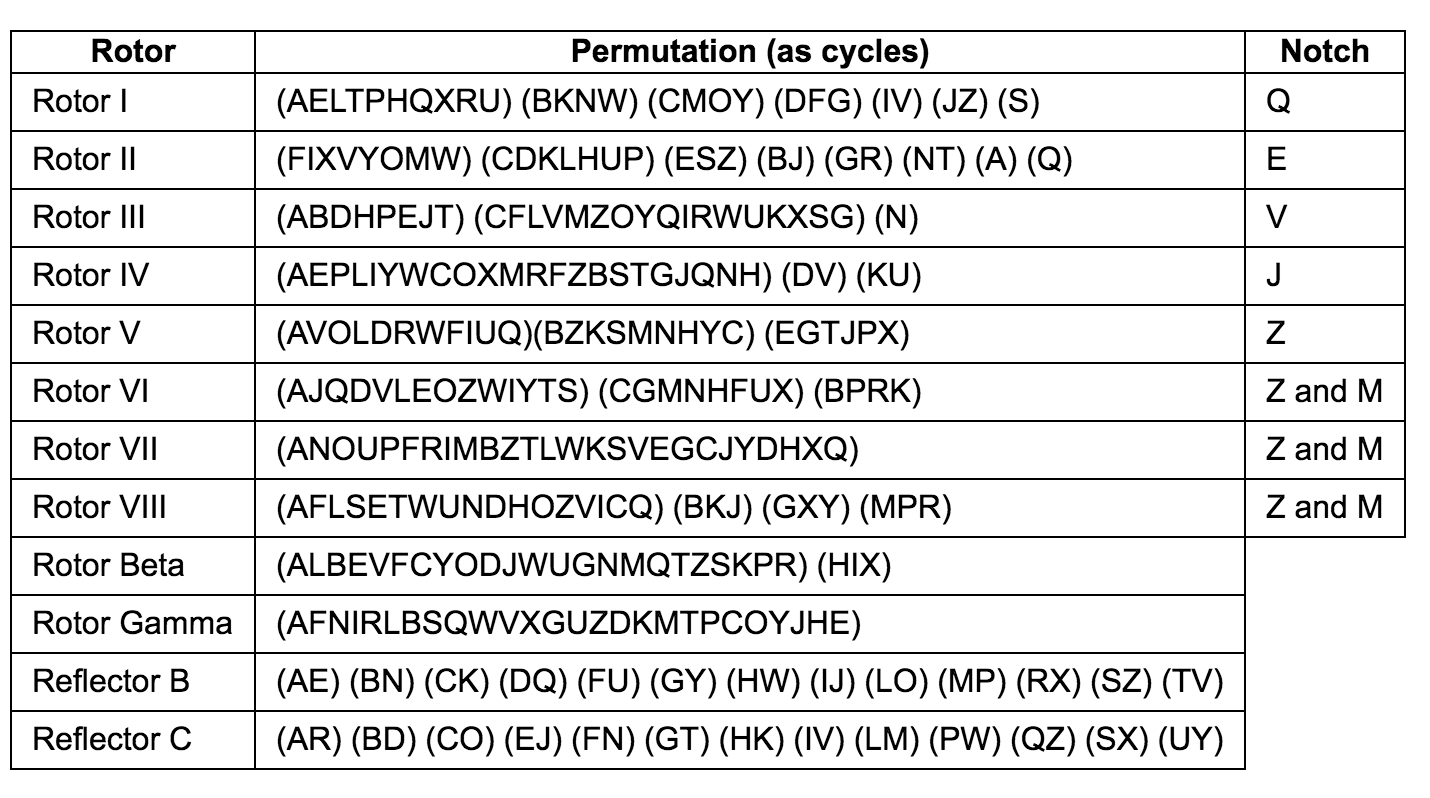 Rotor Permutation (as cycles) Notch
Rotor I (AELTPHQXRU) (BKNW) (CMOY) (DFG) (IV) (JZ) (S) Q
Rotor II (FIXVYOMW) (CDKLHUP) (ESZ) (BJ) (GR) (NT) (A) (Q) E
Rotor III (ABDHPEJT) (CFLVMZOYQIRWUKXSG) (N) V
Rotor IV (AEPLIYWCOXMRFZBSTGJQNH) (DV) (KU) J
Rotor V (AVOLDRWFIUQ)(BZKSMNHYC) (EGTJPX) Z
Rotor VI (AJQDVLEOZWIYTS) (CGMNHFUX) (BPRK) Z and M
Rotor VII (ANOUPFRIMBZTLWKSVEGCJYDHXQ) Z and M
Rotor VIII (AFLSETWUNDHOZVICQ) (BKJ) (GXY) (MPR) Z and M
Rotor Beta (ALBEVFCYODJWUGNMQTZSKPR) (HIX)
Rotor Gamma (AFNIRLBSQWVXGUZDKMTPCOYJHE)
Reflector B (AE) (BN) (CK) (DQ) (FU) (GY) (HW) (IJ) (LO) (MP) (RX) (SZ) (TV)
Reflector C (AR) (BD) (CO) (EJ) (FN) (GT) (HK) (IV) (LM) (PW) (QZ) (SX) (UY)